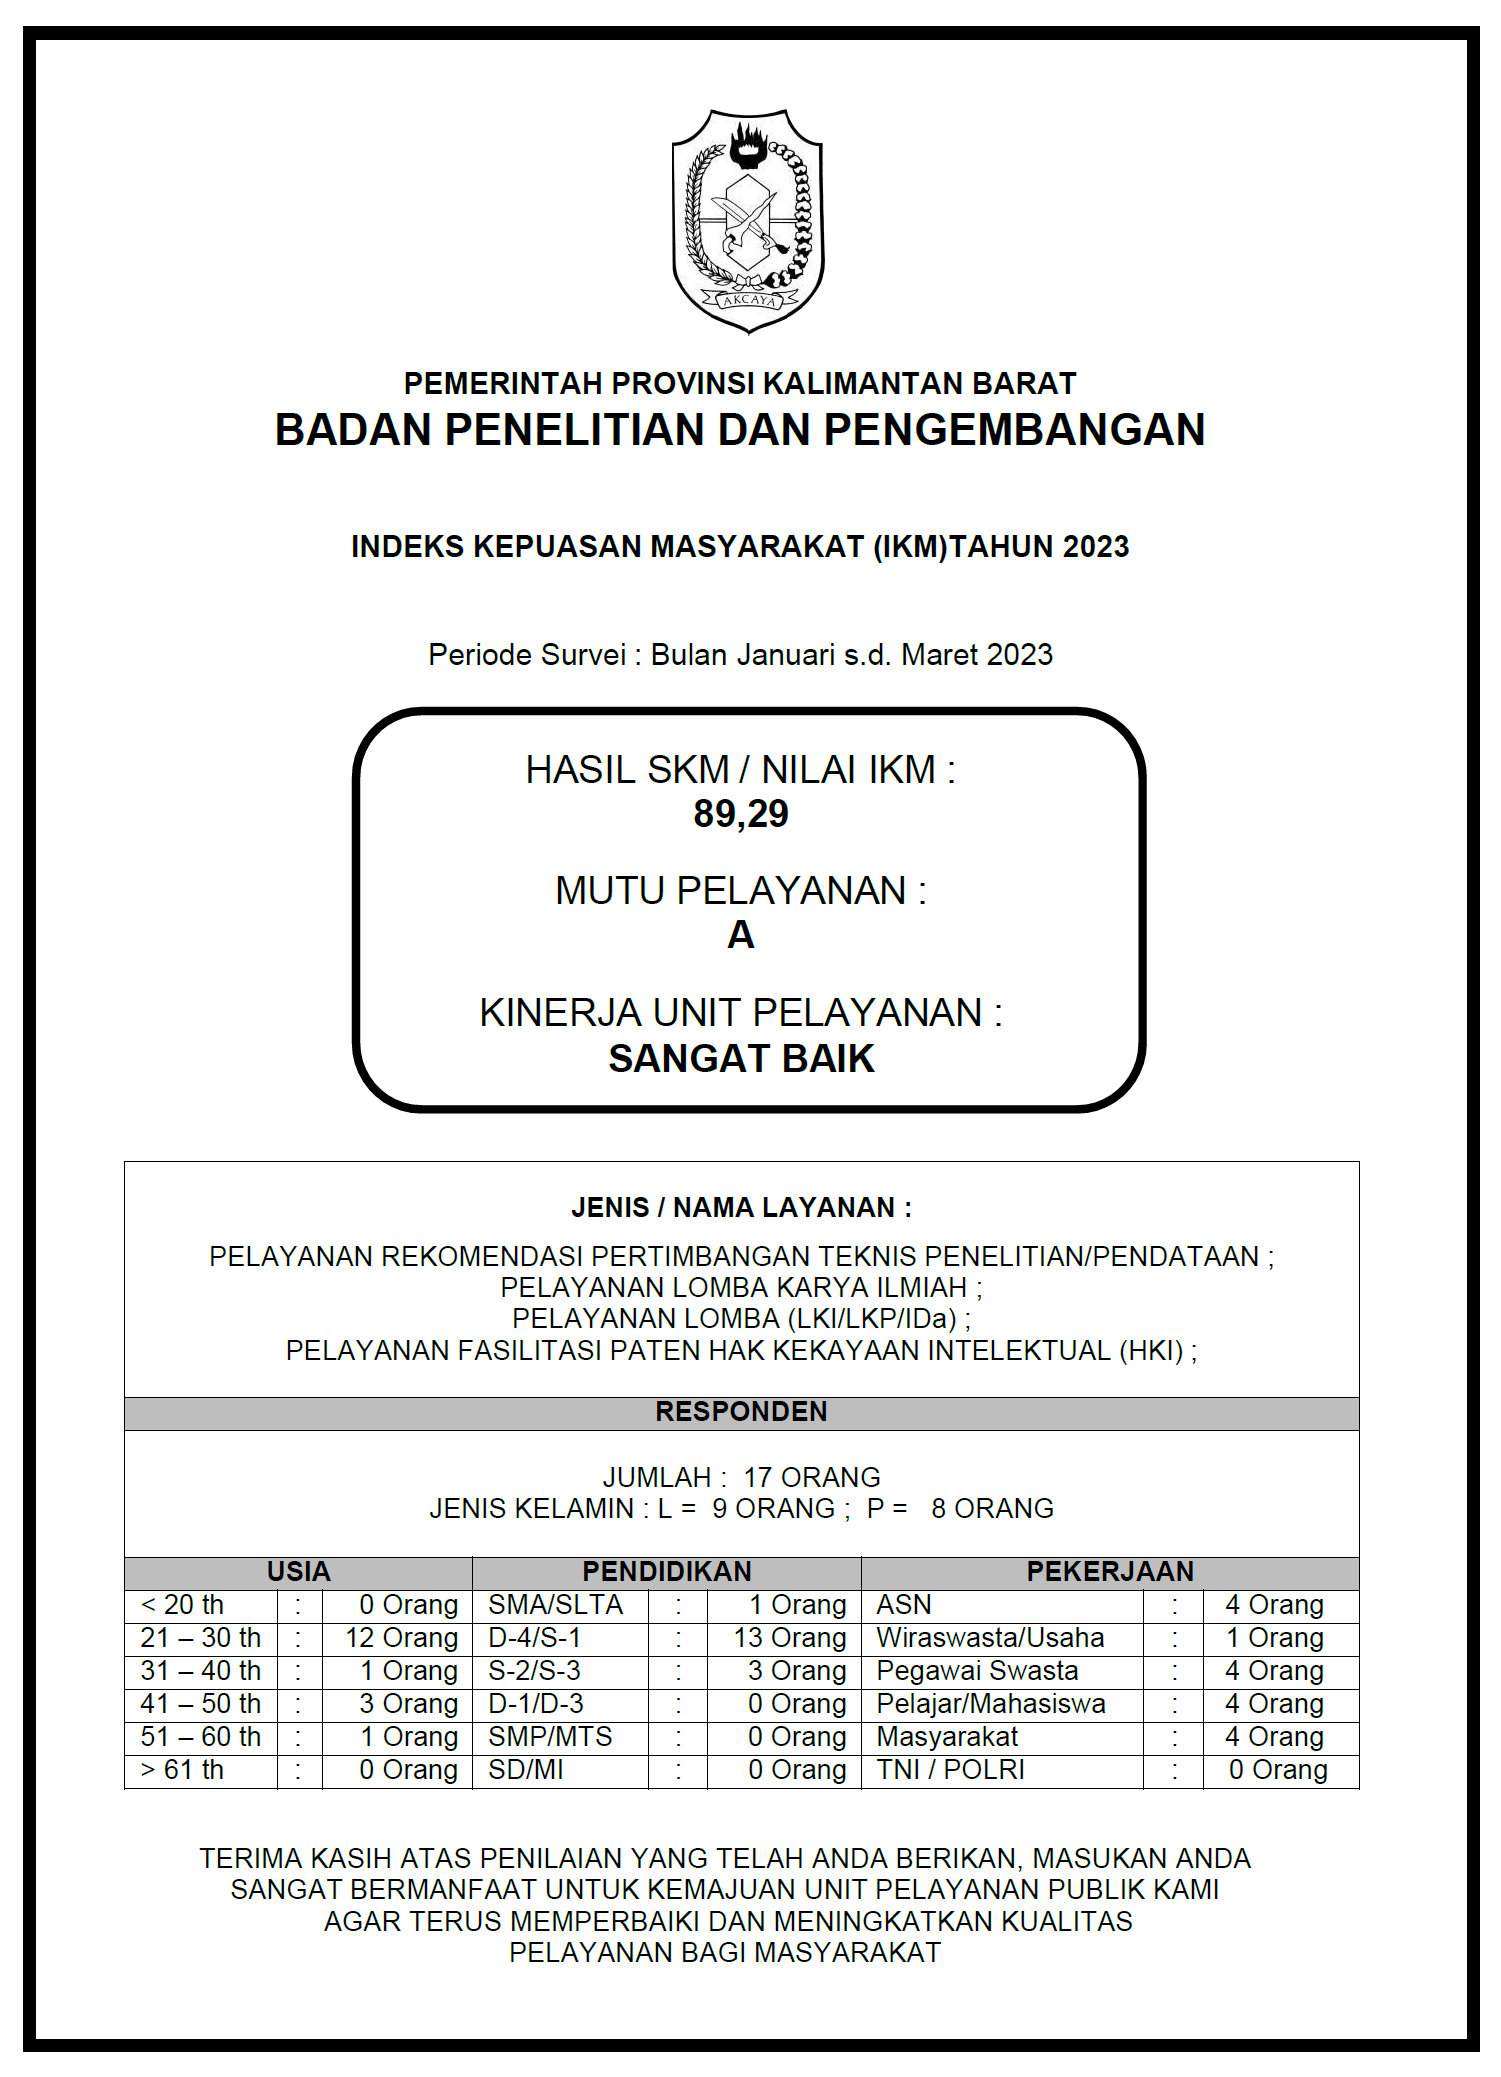 AKCAYA
PEMERINTAH PROVINSI KALIMANTAN BARAT
BADAN PENELITIAN DAN PENGEMBANGAN
INDEKS KEPUASAN MASYARAKAT (IKM)TAHUN 2023
Periode Survei : Bulan Januari s.d. Maret 2023
HASIL SKM / NILAI IKM :
89,29
MUTU PELAYANAN :
A
KINERJA UNIT PELAYANAN :
SANGAT BAIK
JENIS / NAMA LAYANAN :
PELAYANAN REKOMENDASI PERTIMBANGAN TEKNIS PENELITIAN/PENDATAAN ;
PELAYANAN LOMBA KARYA ILMIAH ;
PELAYANAN LOMBA (LKI/LKP/IDa) ;
PELAYANAN FASILITASI PATEN HAK KEKAYAAN INTELEKTUAL (HKI) ;
RESPONDEN
JUMLAH : 17 ORANG
JENIS KELAMIN : L = 9 ORANG ; P = 8 ORANG
USIA PENDIDIKAN PEKERJAAN
< 20 th : 0 Orang SMA/SLTA : 1 Orang ASN : 4 Orang
21 – 30 th : 12 Orang D-4/S-1 : 13 Orang Wiraswasta/Usaha : 1 Orang
31 – 40 th : 1 Orang S-2/S-3 : 3 Orang Pegawai Swasta : 4 Orang
41 – 50 th : 3 Orang D-1/D-3 : 0 Orang Pelajar/Mahasiswa : 4 Orang
51 – 60 th : 1 Orang SMP/MTS : 0 Orang Masyarakat : 4 Orang
> 61 th : 0 Orang SD/MI : 0 Orang TNI / POLRI : 0 Orang
TERIMA KASIH ATAS PENILAIAN YANG TELAH ANDA BERIKAN, MASUKAN ANDA
SANGAT BERMANFAAT UNTUK KEMAJUAN UNIT PELAYANAN PUBLIK KAMI
AGAR TERUS MEMPERBAIKI DAN MENINGKATKAN KUALITAS
PELAYANAN BAGI MASYARAKAT